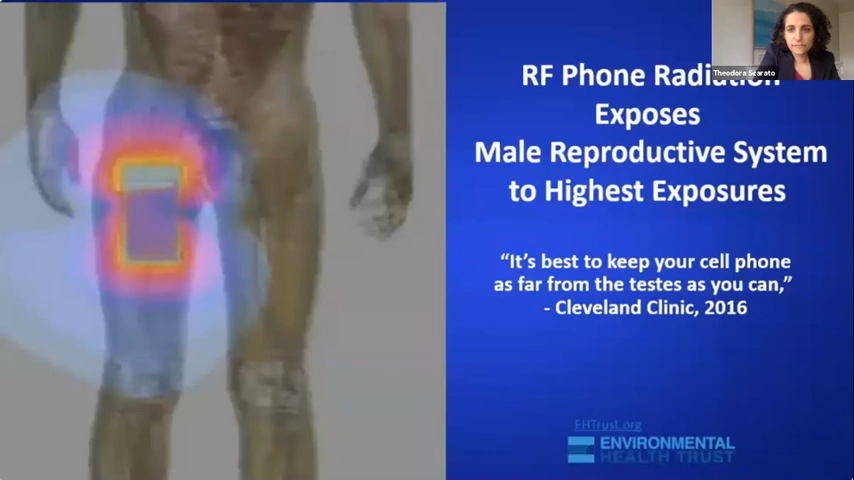 Theodora Scarato
RF Phone Radiation
Exposes
Male Reproductive System
to Highest Exposures
“It’s best to keep your cell phone
as far from the testes as you can,”
- Cleveland Clinic, 2016
EHTrust.org
ENVIRONMENTAL
HEALTH TRUST